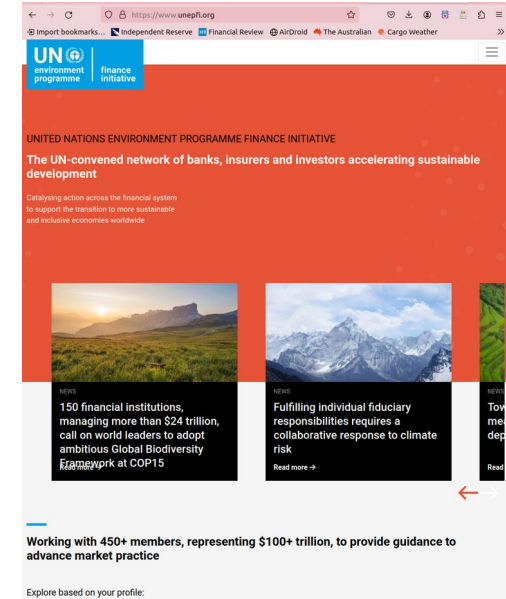 https://www.unepfi.org
Import bookmarks... Independent Reserve Financial Review AirDroid The Australian Cargo Weather
UN
environment programme
finance initiative
UNITED NATIONS ENVIRONMENT PROGRAMME FINANCE INITIATIVE
The UN-convened network of banks, insurers and investors accelerating sustainable
development
Catalysing action across the financial system
to support the transition to more sustainable
and inclusive economies worldwide
NEWS
150 financial institutions,
managing more than $24 trillion,
call on world leaders to adopt
ambitious Global Biodiversity
Framework at COP15
Read more →
NEWS
Fulfilling individual fiduciary
responsibilities requires a
collaborative response to climate
risk
Read more →
NEWS
Tow
mea
dep
Read
Working with 450+ members, representing $100+ trillion, to provide guidance to
advance market practice
Explore based on your profile: